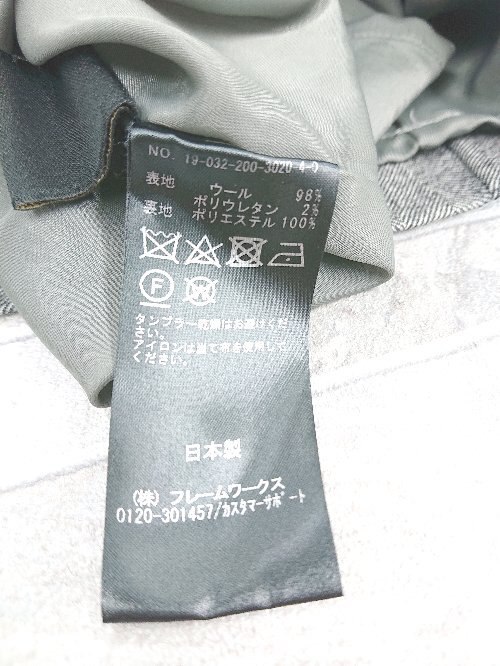 NO. 19-032-200-3020-4-0
表地 ウール 98%
ポリウレタン 2%
裏地 ポリエステル 100%
F
W
タンブラー乾燥はお避けくだ
さい。
アイロンは当て布を使用して
ください。
日本製
(株) フレームワークス
0120-301457/カスタマーサポート